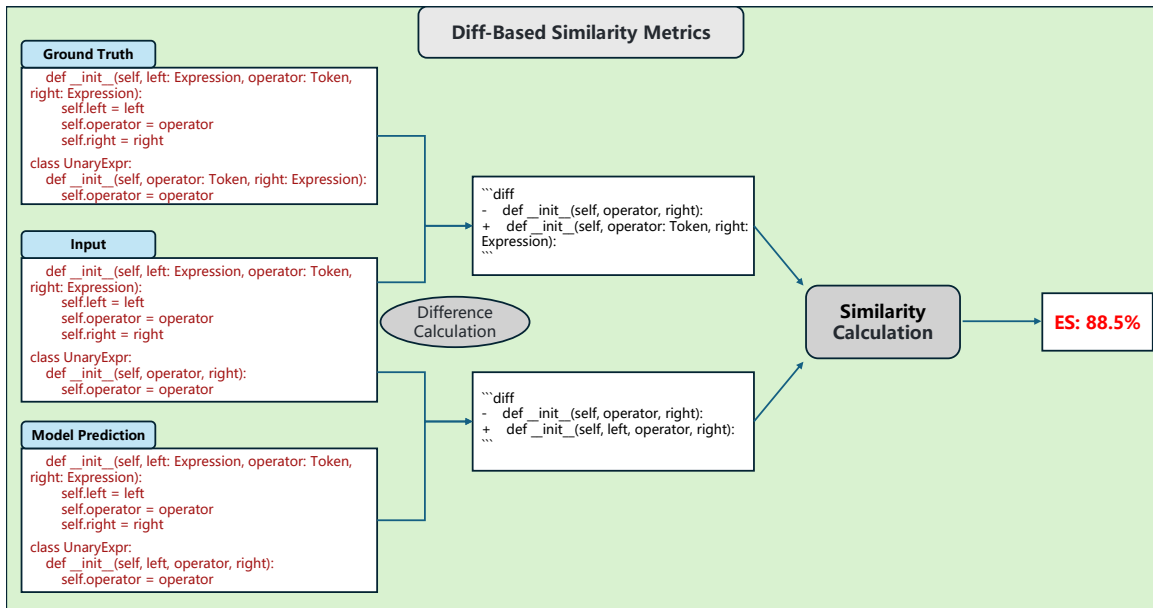 Diff-Based Similarity Metrics
Ground Truth
def __init__(self, left: Expression, operator: Token,
right: Expression):
self.left = left
self.operator = operator
self.right = right
class UnaryExpr:
def __init__(self, operator: Token, right: Expression):
self.operator = operator
Input
def __init__(self, left: Expression, operator: Token,
right: Expression):
self.left = left
self.operator = operator
self.right = right
class UnaryExpr:
def __init__(self, operator, right):
self.operator = operator
Model Prediction
def __init__(self, left: Expression, operator: Token,
right: Expression):
self.left = left
self.operator = operator
self.right = right
class UnaryExpr:
def __init__(self, left, operator, right):
self.operator = operator
Difference
Calculation
```diff
-    def __init__(self, operator, right):
+    def __init__(self, operator: Token, right:
Expression):
```
```diff
-    def __init__(self, operator, right):
+    def __init__(self, left, operator, right):
```
Similarity
Calculation
ES: 88.5%